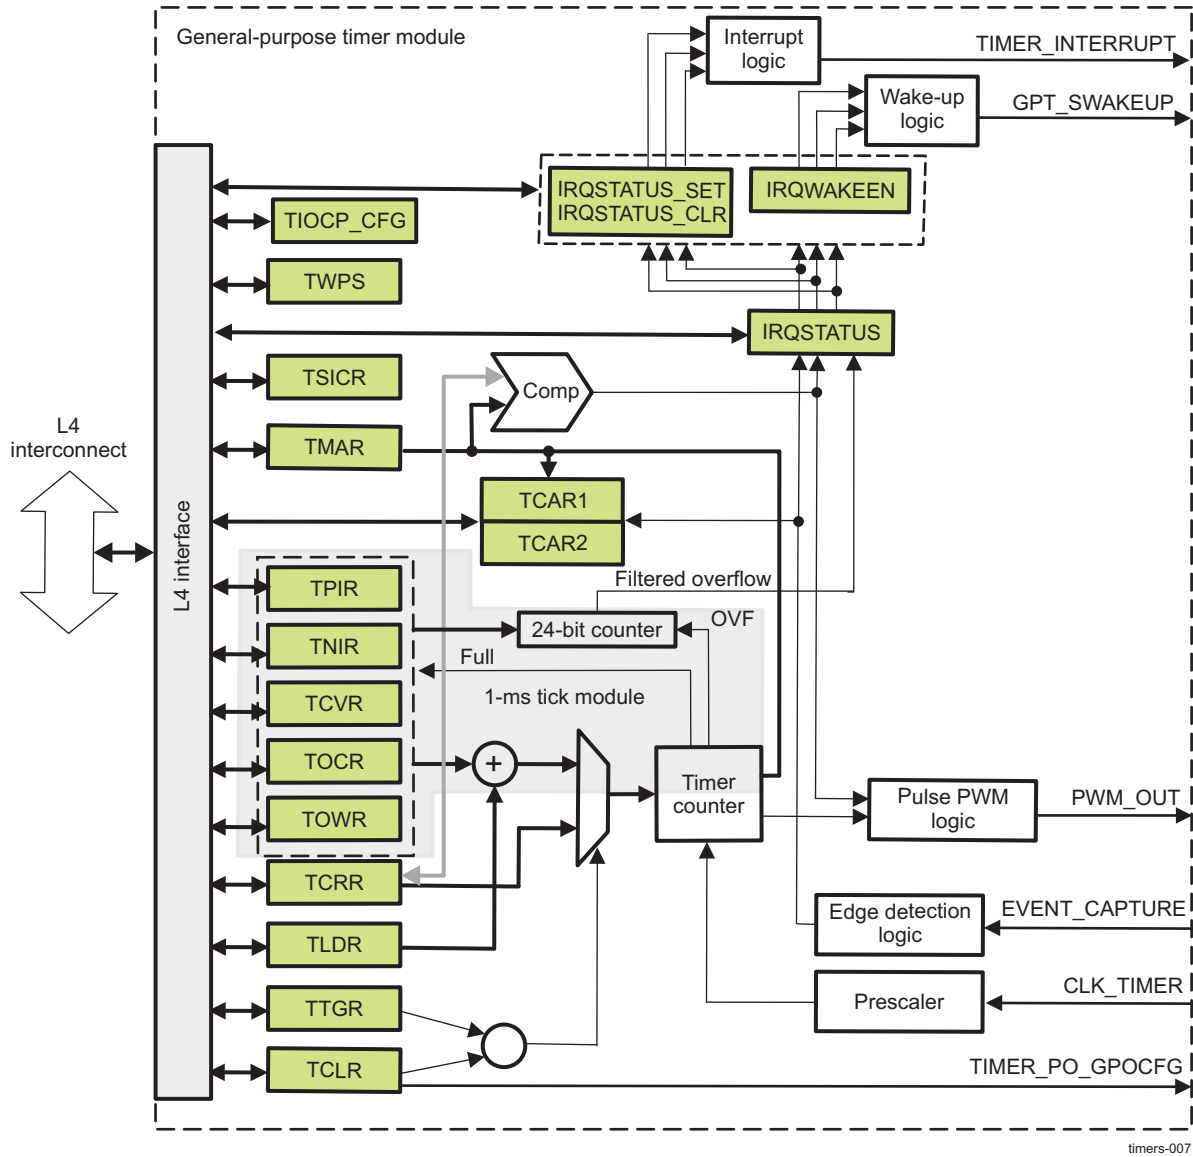 General-purpose timer module
Interrupt
logic
TIMER_INTERRUPT
Wake-up
logic
GPT_SWAKEUP
IRQSTATUS_SET
IRQSTATUS_CLR
IRQWAKEEN
TIOCP_CFG
TWPS
IRQSTATUS
TSICR
Comp
L4
interconnect
TMAR
TCAR1
TCAR2
L4 interface
TPIR
Filtered overflow
OVF
24-bit counter
TNIR
Full
1-ms tick module
TCVR
TOCR
+
Timer
counter
Pulse PWM
logic
PWM_OUT
TOWR
TCRR
Edge detection
logic
EVENT_CAPTURE
TLDR
Prescaler
CLK_TIMER
TTGR
TCLR
TIMER_PO_GPOCFG
timers-007